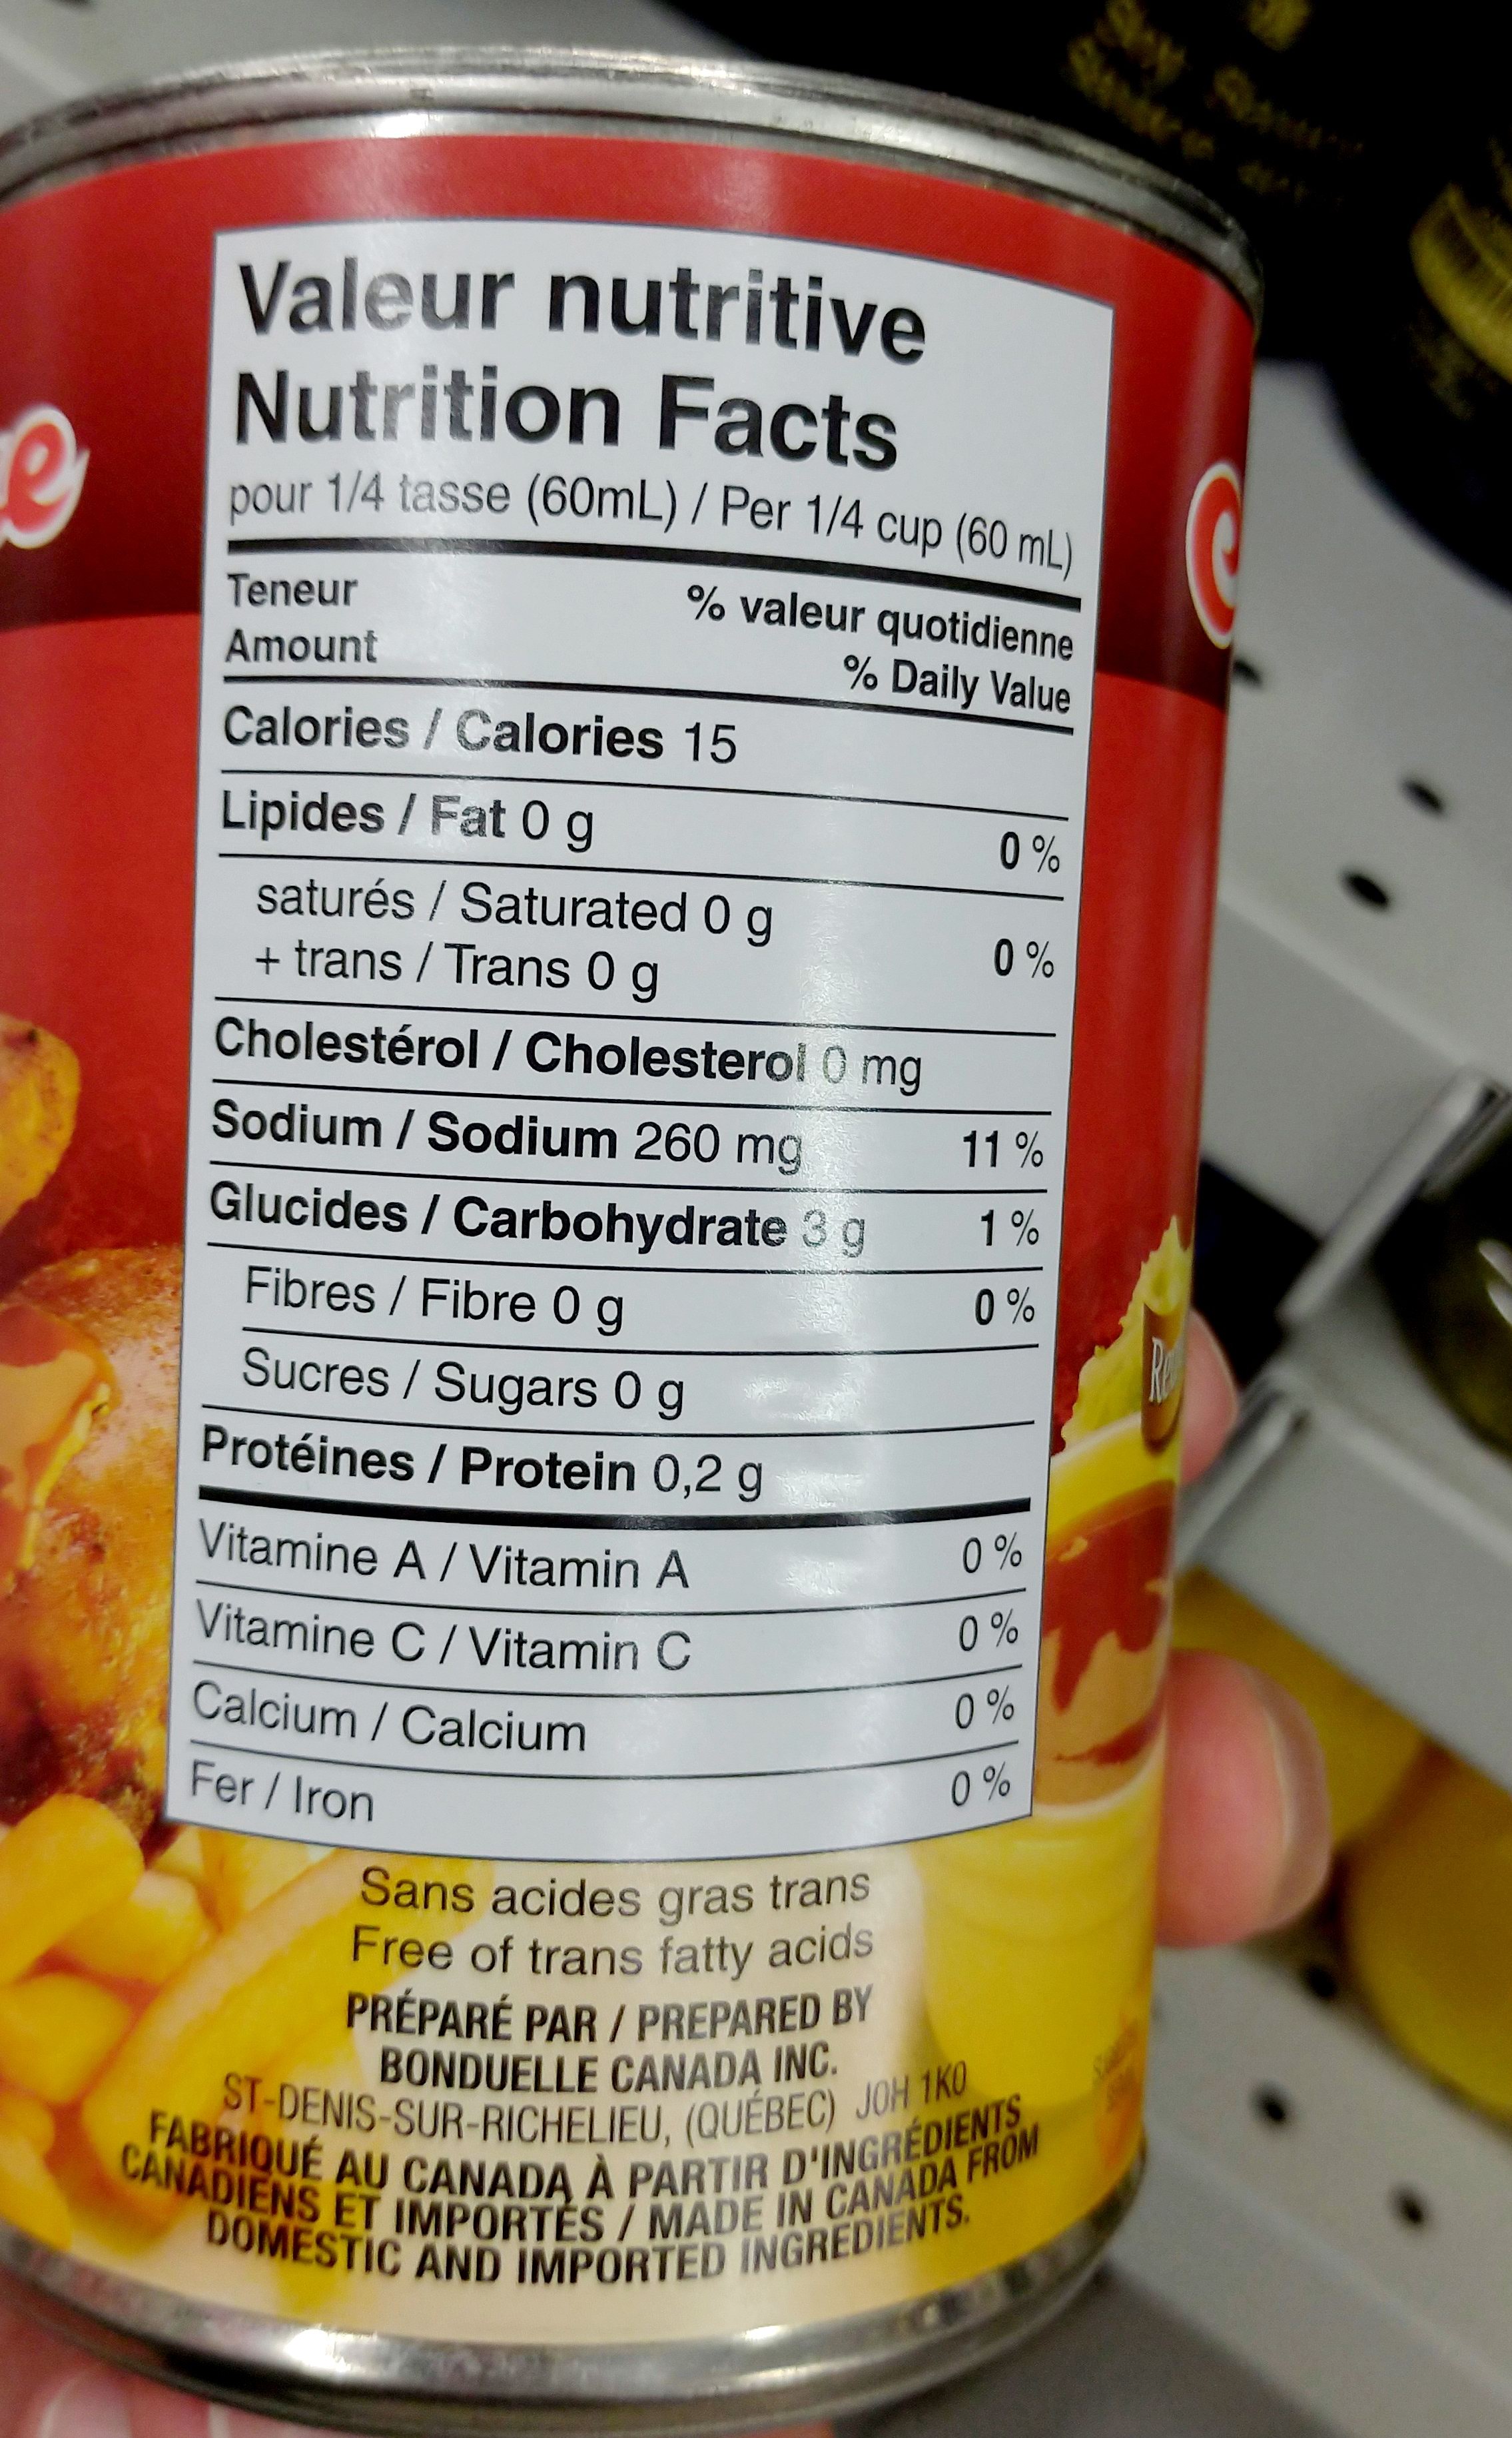 Valeur nutritive
Nutrition Facts
pour 1/4 tasse (60mL) / Per 1/4 cup (60 mL)
Teneur % valeur quotidienne
Amount % Daily Value
Calories / Calories 15
Lipides / Fat 0 g 0 %
saturés / Saturated 0 g
+ trans / Trans 0 g 0 %
Cholestérol / Cholesterol 0 mg
Sodium / Sodium 260 mg 11 %
Glucides / Carbohydrate 3 g 1 %
Fibres / Fibre 0 g 0 %
Sucres / Sugars 0 g
Protéines / Protein 0,2 g
Vitamine A / Vitamin A 0 %
Vitamine C / Vitamin C 0 %
Calcium / Calcium 0 %
Fer / Iron 0 %
Sans acides gras trans
Free of trans fatty acids
PRÉPARÉ PAR / PREPARED BY
BONDUELLE CANADA INC.
ST-DENIS-SUR-RICHELIEU, (QUÉBEC) J0H 1K0
FABRIQUÉ AU CANADA À PARTIR D'INGRÉDIENTS
CANADIENS ET IMPORTÉS / MADE IN CANADA FROM
DOMESTIC AND IMPORTED INGREDIENTS.